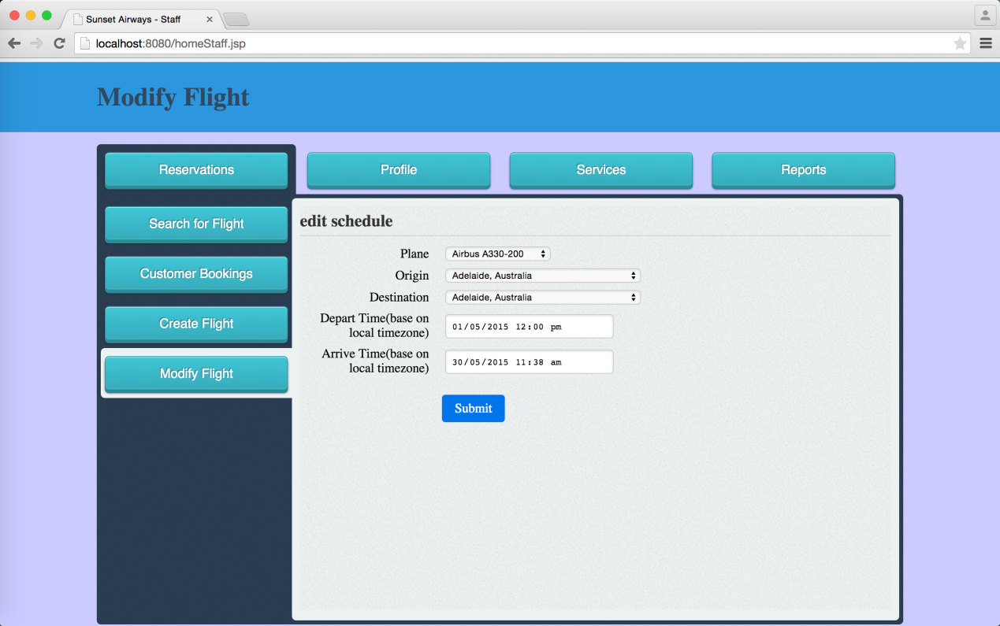 Sunset Airways - Staff
localhost:8080/homeStaff.jsp
Modify Flight
Reservations
Profile
Services
Reports
Search for Flight
Customer Bookings
Create Flight
Modify Flight
edit schedule
Plane
Airbus A330-200
Origin
Adelaide, Australia
Destination
Adelaide, Australia
Depart Time(base on
local timezone)
01/05/2015 12:00 pm
Arrive Time(base on
local timezone)
30/05/2015 11:38 am
Submit